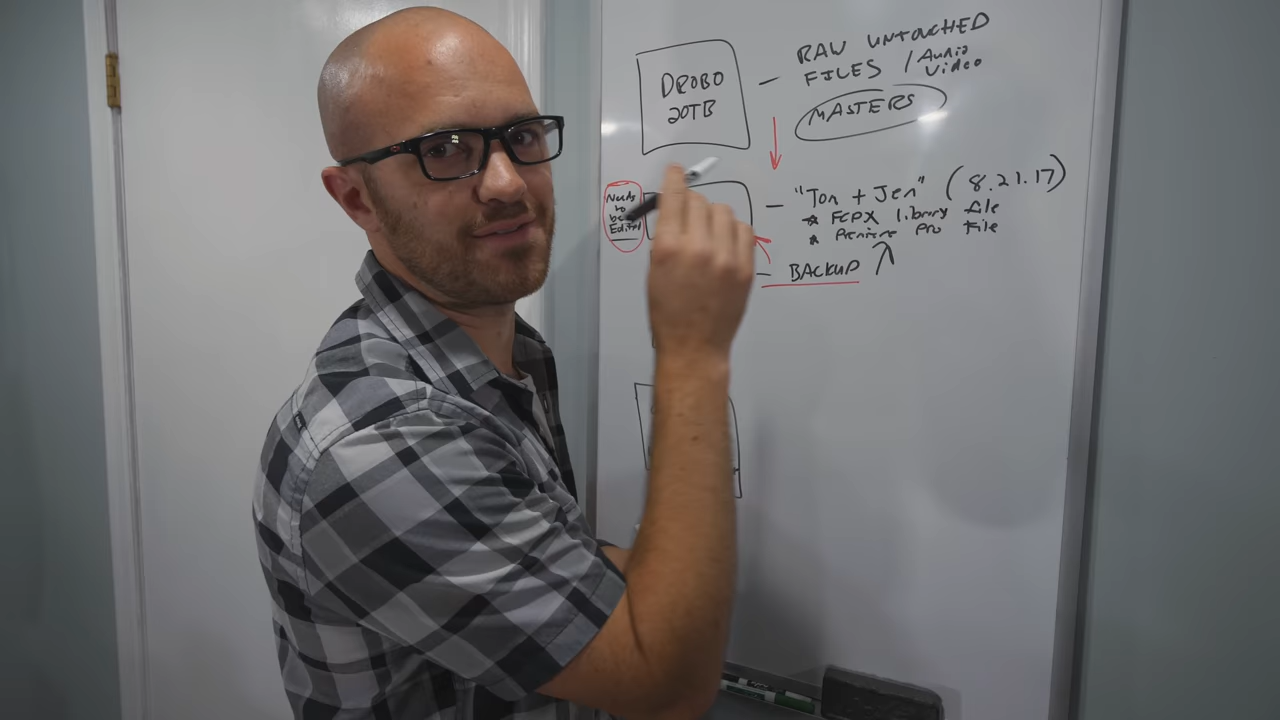 DROBO
20TB
RAW UNTOUCHED
FILES / Audio
Video
MASTERS
Needs
to
be
Edited
"Jon + Jen" (8.21.17)
* FCPX Library file
* Premiere Pro File
BACKUP